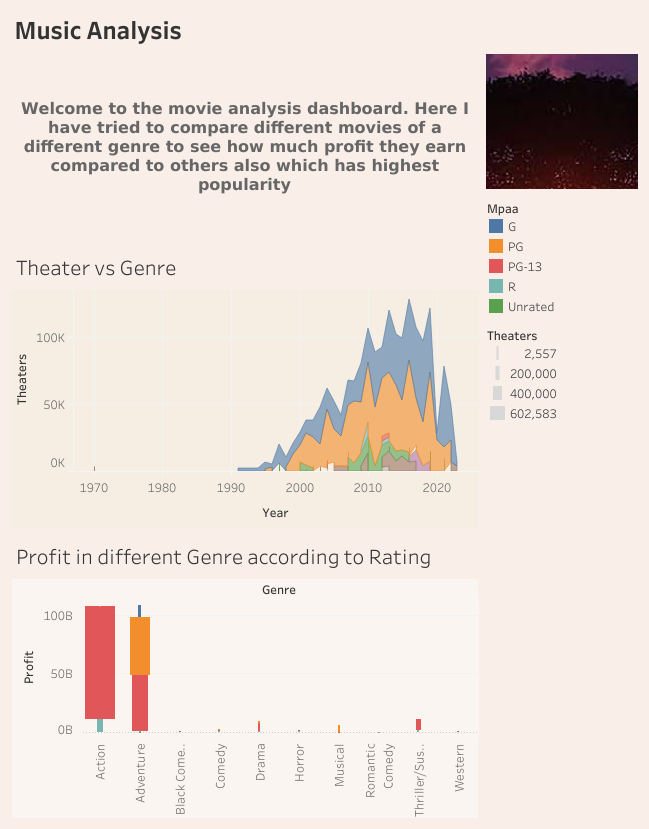 Music Analysis
Welcome to the movie analysis dashboard. Here I
have tried to compare different movies of a
different genre to see how much profit they earn
compared to others also which has highest
popularity
Mpaa
G
PG
PG-13
R
Unrated
Theaters
2,557
200,000
400,000
602,583
Theater vs Genre
Theaters
100K
50K
0K
1970 1980 1990 2000 2010 2020
Year
Profit in different Genre according to Rating
Genre
Profit
100B
50B
0B
Action
Adventure
Black Come..
Comedy
Drama
Horror
Musical
Romantic
Comedy
Thriller/Sus..
Western